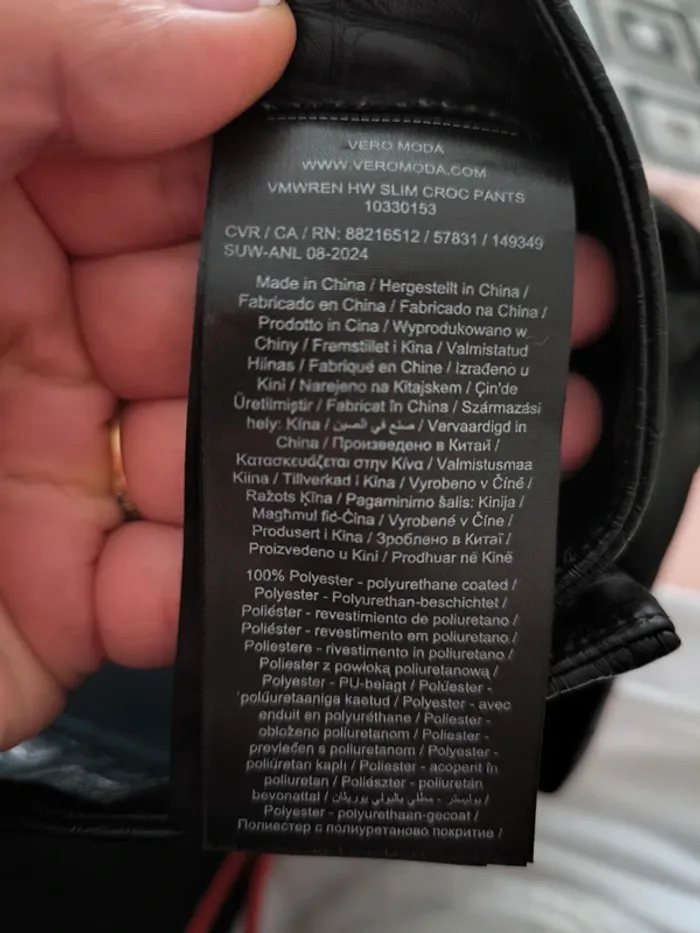 VERO MODA
WWW.VEROMODA.COM
VMWREN HW SLIM CROC PANTS
10330153
CVR / CA / RN: 88216512 / 57831 / 149349
SUW-ANL 08-2024
Made in China / Hergestellt in China /
Fabricado en China / Fabricado na China /
Prodotto in Cina / Wyprodukowano w
Chiny / Fremstillet i Kina / Valmistatud
Hiinas / Fabriqué en Chine / Izrađeno u
Kini / Narejeno na Kitajskem / Çin'de
Üretilmiştir / Fabricat în China / Származási
hely: Kína / صنع في الصين / Vervaardigd in
China / Произведено в Китай /
Κατασκευάζεται στην Κίνα / Valmistusmaa
Kiina / Tillverkad i Kina / Vyrobeno v Číně /
Ražots Ķīna / Pagaminimo šalis: Kinija /
Magħmul fiċ-Ċina / Vyrobené v Číne /
Produsert i Kina / Зроблено в Китаї /
Proizvedeno u Kini / Prodhuar në Kinë
100% Polyester - polyurethane coated /
Polyester - Polyurethan-beschichtet /
Poliéster - revestimiento de poliuretano /
Poliéster - revestimento em poliuretano /
Poliestere - rivestimento in poliuretano /
Poliester z powłoką poliuretanową /
Polyester - PU-belagt / Polüester -
polüuretaaniga kaetud / Polyester - avec
enduit en polyuréthane / Poliester -
obloženo poliuretanom / Poliester -
prevlečen s poliuretanom / Polyester -
poliüretan kaplı / Poliester - acoperit în
poliuretan / Poliészter - poliuretán
bevonattal / بوليستر - مطلي بالبولي يوريثان /
Polyester - polyurethaan-gecoat /
Полиестер с полиуретаново покритие /